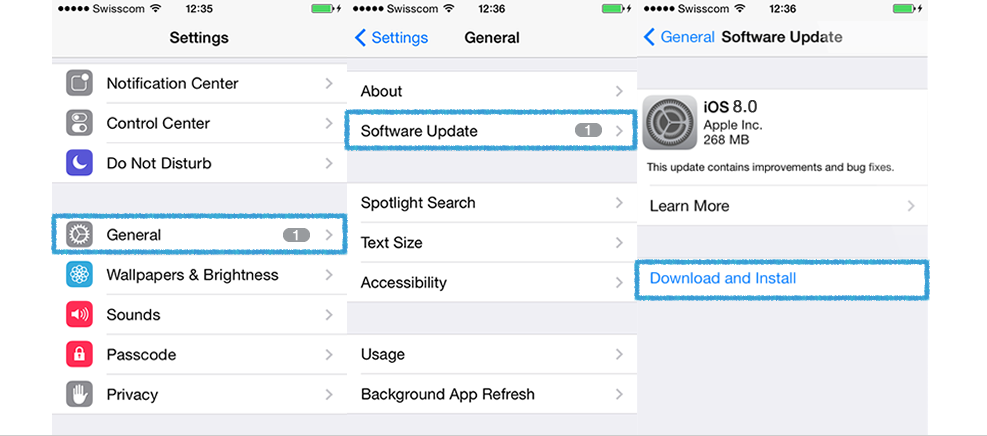 Swisscom 12:35
Settings
Notification Center
Control Center
Do Not Disturb
General 1
Wallpapers & Brightness
Sounds
Passcode
Privacy
Swisscom 12:36
Settings General
About
Software Update 1
Spotlight Search
Text Size
Accessibility
Usage
Background App Refresh
Swisscom 12:36
General Software Update
iOS 8.0
Apple Inc.
268 MB
This update contains improvements and bug fixes.
Learn More
Download and Install